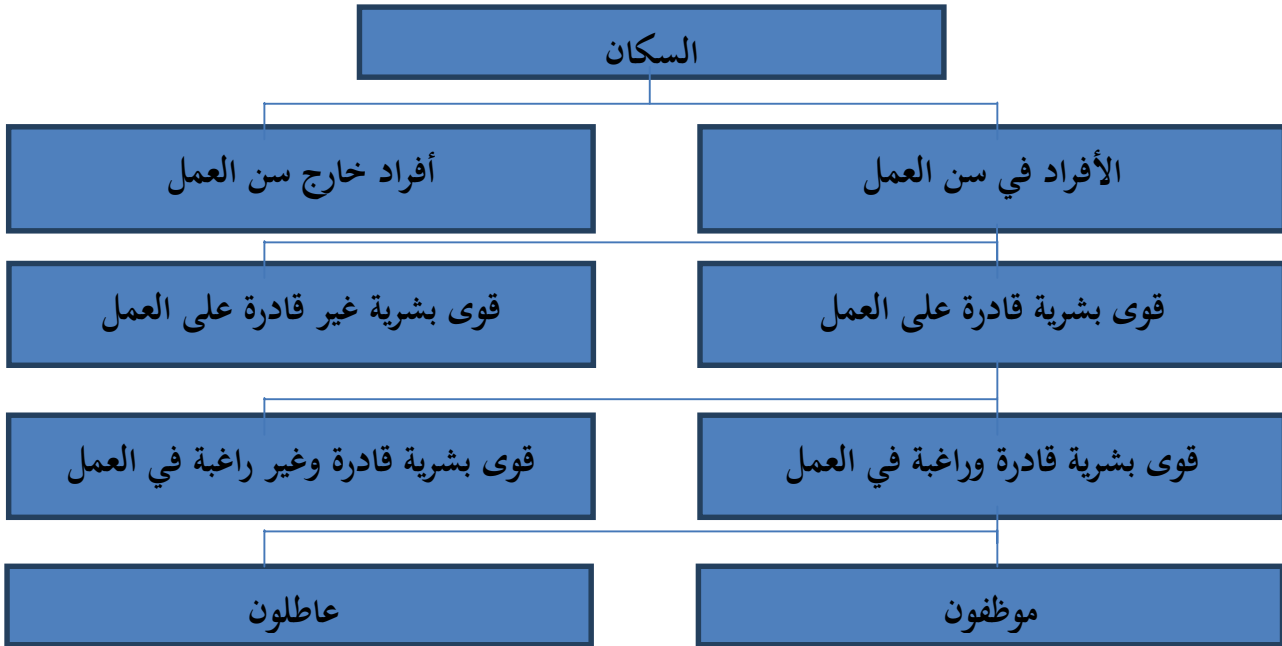 السكان
الأفراد في سن العمل
أفراد خارج سن العمل
قوى بشرية قادرة على العمل
قوى بشرية غير قادرة على العمل
قوى بشرية قادرة وراغبة في العمل
قوى بشرية قادرة وغير راغبة في العمل
موظفون
عاطلون